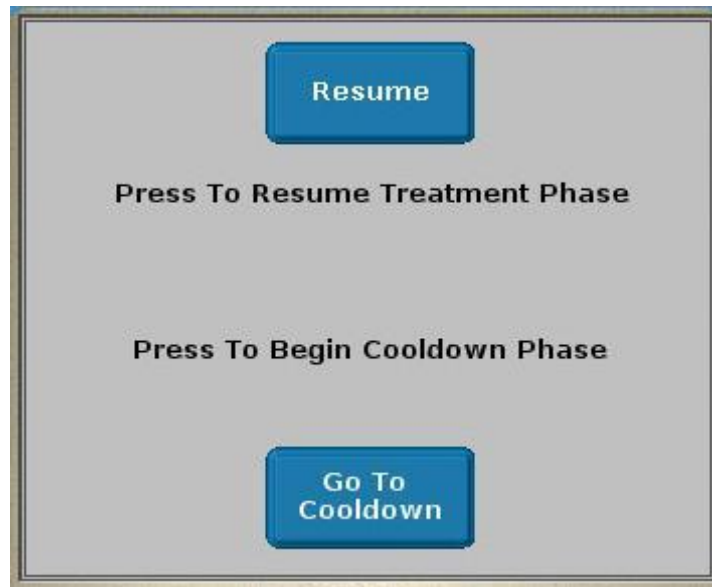 Resume
Press To Resume Treatment Phase
Press To Begin Cooldown Phase
Go To
Cooldown